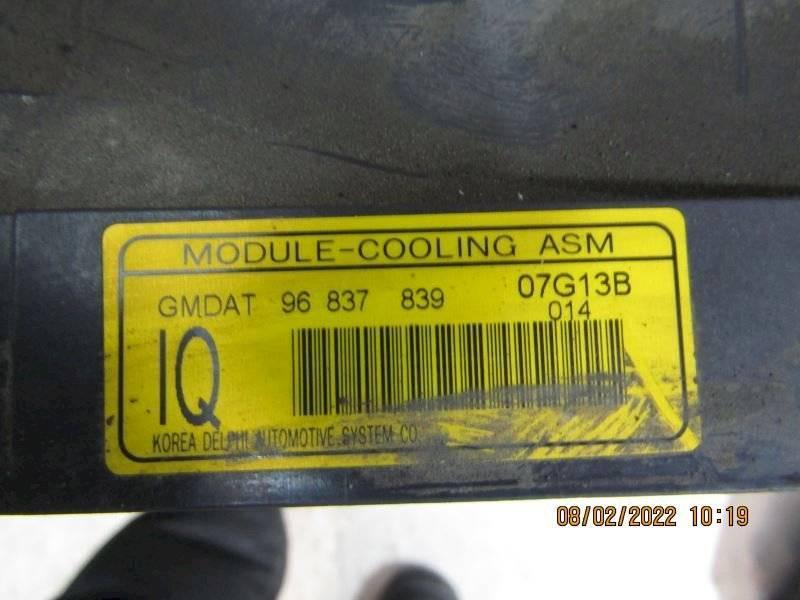 MODULE-COOLING ASM
GMDAT 96 837 839 07G13B
014
IQ
KOREA DELPHI AUTOMOTIVE SYSTEM CO.
08/02/2022 10:19